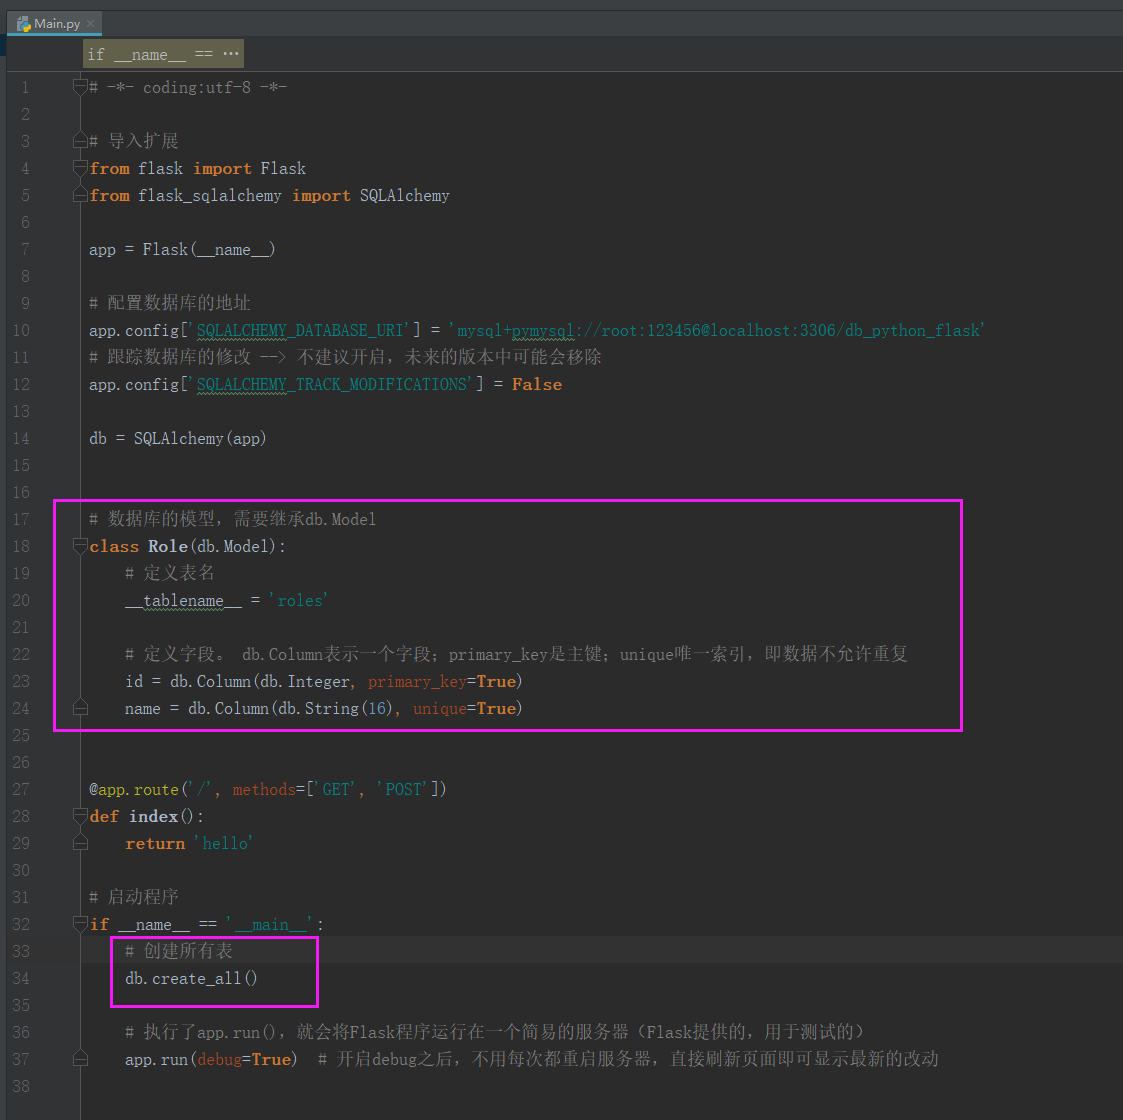 Main.py
if __name__ == ...
1 # -*- coding:utf-8 -*-
2
3 # 导入扩展
4 from flask import Flask
5 from flask_sqlalchemy import SQLAlchemy
6
7 app = Flask(__name__)
8
9 # 配置数据库的地址
10 app.config['SQLALCHEMY_DATABASE_URI'] = 'mysql+pymysql://root:123456@localhost:3306/db_python_flask'
11 # 跟踪数据库的修改 --> 不建议开启，未来的版本中可能会移除
12 app.config['SQLALCHEMY_TRACK_MODIFICATIONS'] = False
13
14 db = SQLAlchemy(app)
15
16
17 # 数据库的模型，需要继承db.Model
18 class Role(db.Model):
19 # 定义表名
20 __tablename__ = 'roles'
21
22 # 定义字段。 db.Column表示一个字段；primary_key是主键；unique唯一索引，即数据不允许重复
23 id = db.Column(db.Integer, primary_key=True)
24 name = db.Column(db.String(16), unique=True)
25
26
27 @app.route('/', methods=['GET', 'POST'])
28 def index():
29 return 'hello'
30
31 # 启动程序
32 if __name__ == '__main__':
33 # 创建所有表
34 db.create_all()
35
36 # 执行了app.run()，就会将Flask程序运行在一个简易的服务器（Flask提供的，用于测试的）
37 app.run(debug=True) # 开启debug之后，不用每次都重启服务器，直接刷新页面即可显示最新的改动
38